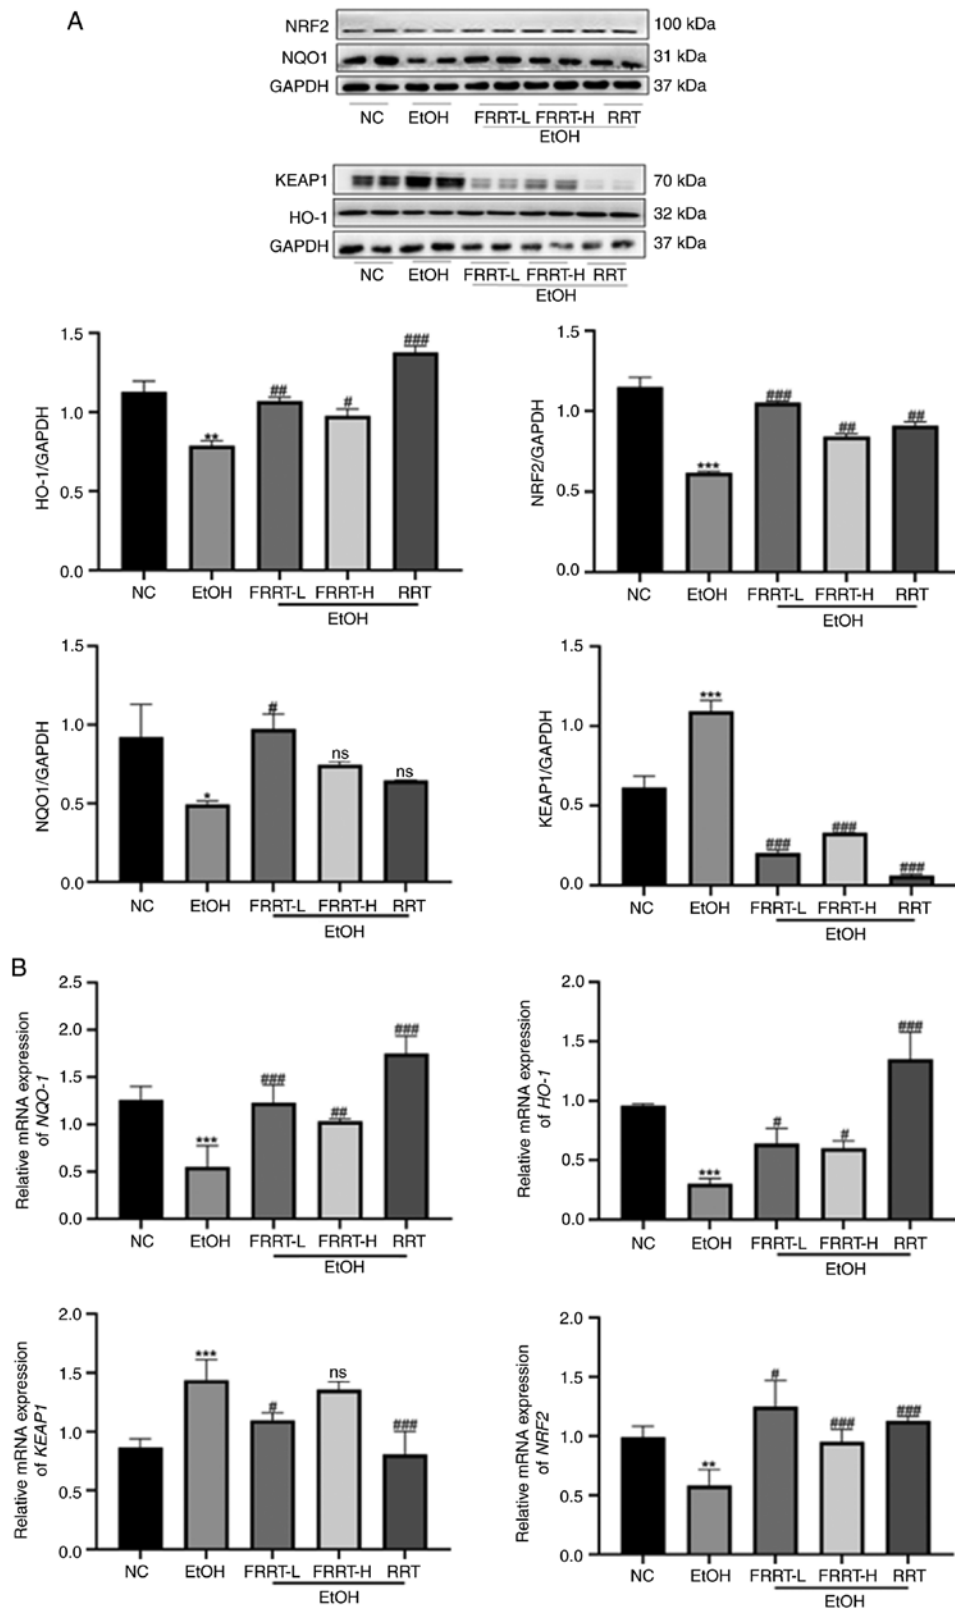 A
NRF2 100 kDa
NQO1 31 kDa
GAPDH 37 kDa
NC EtOH FRRT-L FRRT-H RRT
EtOH
KEAP1 70 kDa
HO-1 32 kDa
GAPDH 37 kDa
NC EtOH FRRT-L FRRT-H RRT
EtOH
HO-1/GAPDH
1.5
1.0
0.5
0.0
**
##
#
###
NC EtOH FRRT-L FRRT-H RRT
EtOH
NRF2/GAPDH
1.5
1.0
0.5
0.0
***
###
##
##
NC EtOH FRRT-L FRRT-H RRT
EtOH
NQO1/GAPDH
1.5
1.0
0.5
0.0
*
#
ns
ns
NC EtOH FRRT-L FRRT-H RRT
EtOH
KEAP1/GAPDH
1.5
1.0
0.5
0.0
***
###
###
###
NC EtOH FRRT-L FRRT-H RRT
EtOH
B
Relative mRNA expression
of NQO-1
2.5
2.0
1.5
1.0
0.5
0.0
***
###
##
###
NC EtOH FRRT-L FRRT-H RRT
EtOH
Relative mRNA expression
of HO-1
2.0
1.5
1.0
0.5
0.0
***
#
#
###
NC EtOH FRRT-L FRRT-H RRT
EtOH
Relative mRNA expression
of KEAP1
2.0
1.5
1.0
0.5
0.0
***
#
ns
###
NC EtOH FRRT-L FRRT-H RRT
EtOH
Relative mRNA expression
of NRF2
2.0
1.5
1.0
0.5
0.0
**
#
###
###
NC EtOH FRRT-L FRRT-H RRT
EtOH